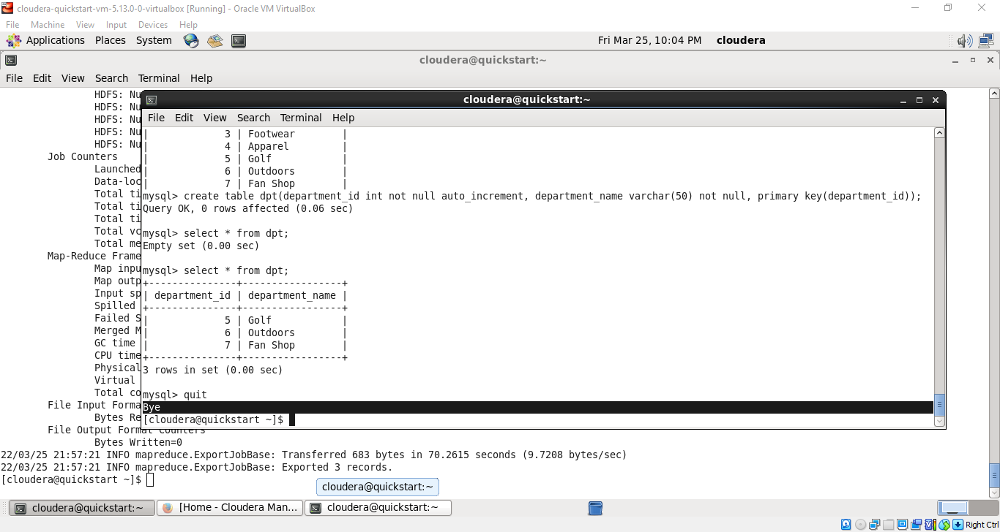 cloudera-quickstart-vm-5.13.0-0-virtualbox [Running] - Oracle VM VirtualBox
File Machine View Input Devices Help
Applications Places System Fri Mar 25, 10:04 PM cloudera
cloudera@quickstart:~
File Edit View Search Terminal Help
HDFS: Nu
HDFS: Nu
HDFS: Nu
HDFS: Nu
HDFS: Nu
Job Counters
Launched
Data-loc
Total ti
Total ti
Total ti
Total vc
Total me
Map-Reduce Frame
Map inpu
Map outp
Input sp
Spilled
Failed S
Merged M
GC time
CPU time
Physical
Virtual
Total co
File Input Forma
Bytes Re
File Output Format Counters
Bytes Written=0
22/03/25 21:57:21 INFO mapreduce.ExportJobBase: Transferred 683 bytes in 70.2615 seconds (9.7208 bytes/sec)
22/03/25 21:57:21 INFO mapreduce.ExportJobBase: Exported 3 records.
[cloudera@quickstart ~]$
cloudera@quickstart:~
File Edit View Search Terminal Help
| 3 | Footwear |
| 4 | Apparel |
| 5 | Golf |
| 6 | Outdoors |
| 7 | Fan Shop |
mysql> create table dpt(department_id int not null auto_increment, department_name varchar(50) not null, primary key(department_id));
Query OK, 0 rows affected (0.06 sec)
mysql> select * from dpt;
Empty set (0.00 sec)
mysql> select * from dpt;
+---------------+-----------------+
| department_id | department_name |
+---------------+-----------------+
| 5 | Golf |
| 6 | Outdoors |
| 7 | Fan Shop |
+---------------+-----------------+
3 rows in set (0.00 sec)
mysql> quit
Bye
[cloudera@quickstart ~]$
cloudera@quickstart:~
cloudera@quickstart:~ [Home - Cloudera Man... cloudera@quickstart:~
Right Ctrl